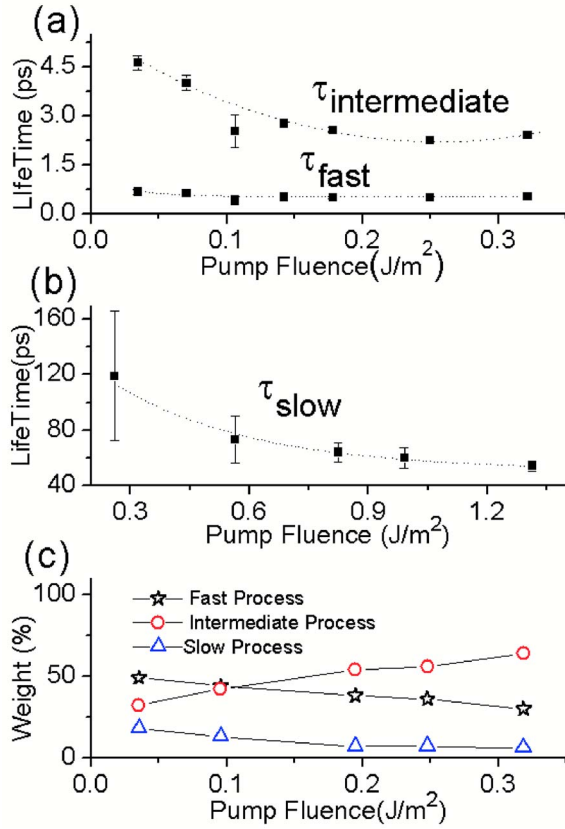 (a)
4.5
3.0
1.5
0.0
LIfeTime (ps)
τintermediate
τfast
0.0 0.1 0.2 0.3
Pump Fluence(J/m²)
(b)
160
120
80
40
LifeTime(ps)
τslow
0.3 0.6 0.9 1.2
Pump Fluence (J/m²)
(c)
100
50
0
Weight (%)
Fast Process
Intermediate Process
Slow Process
0.0 0.1 0.2 0.3
Pump Fluence(J/m²)